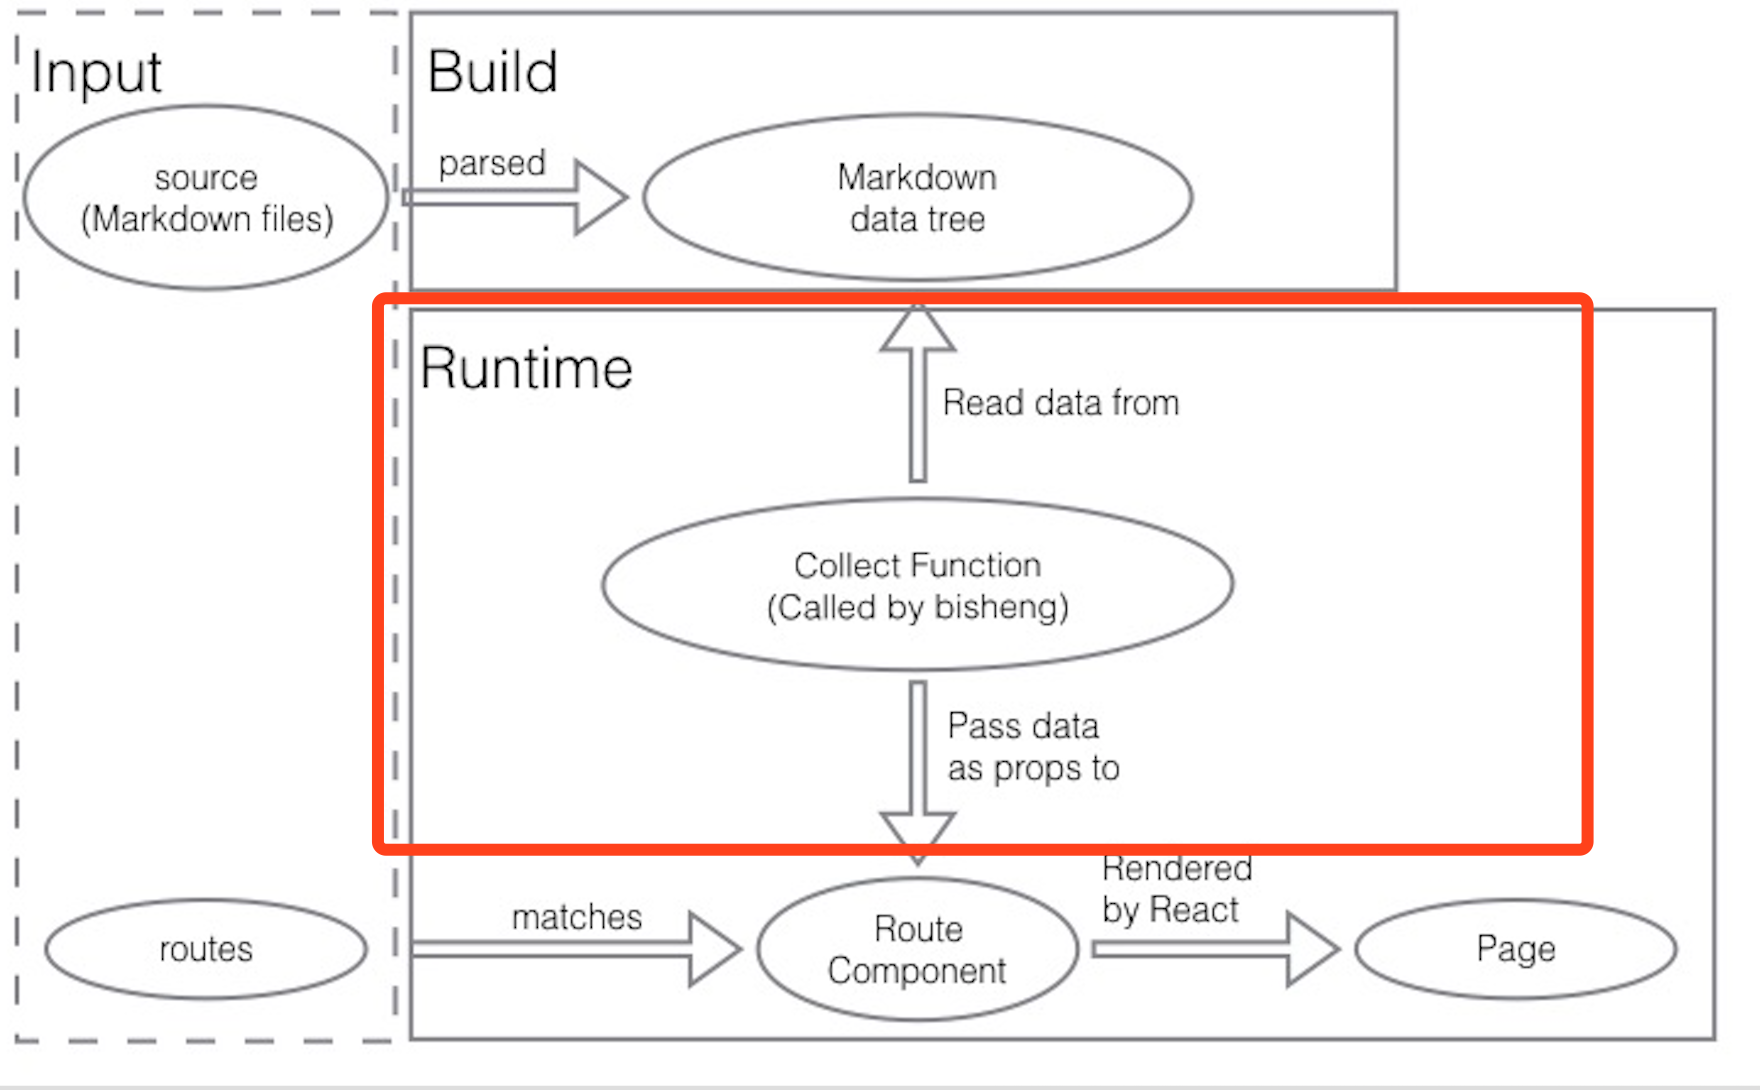 Input
Build
source
(Markdown files)
parsed
Markdown
data tree
Runtime
Read data from
Collect Function
(Called by bisheng)
Pass data
as props to
routes
matches
Route
Component
Rendered
by React
Page